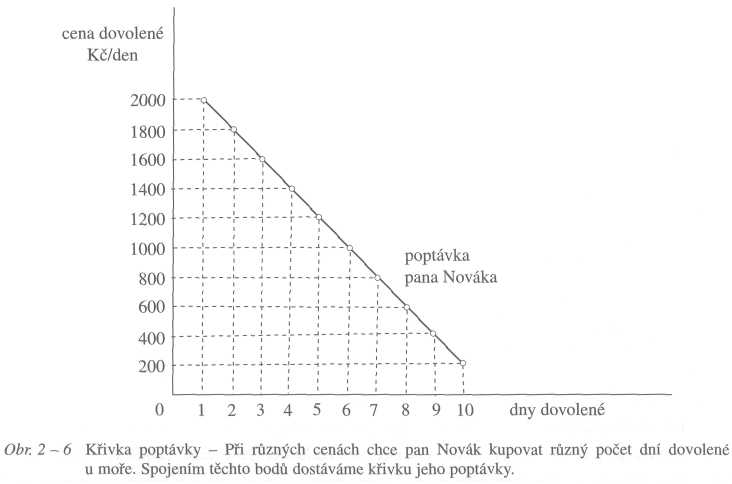 cena dovolené
Kč/den
2000
1800
1600
1400
1200
1000
800
600
400
200
poptávka
pana Nováka
0 1 2 3 4 5 6 7 8 9 10 dny dovolené
Obr. 2 – 6 Křivka poptávky – Při různých cenách chce pan Novák kupovat různý počet dní dovolené
u moře. Spojením těchto bodů dostáváme křivku jeho poptávky.